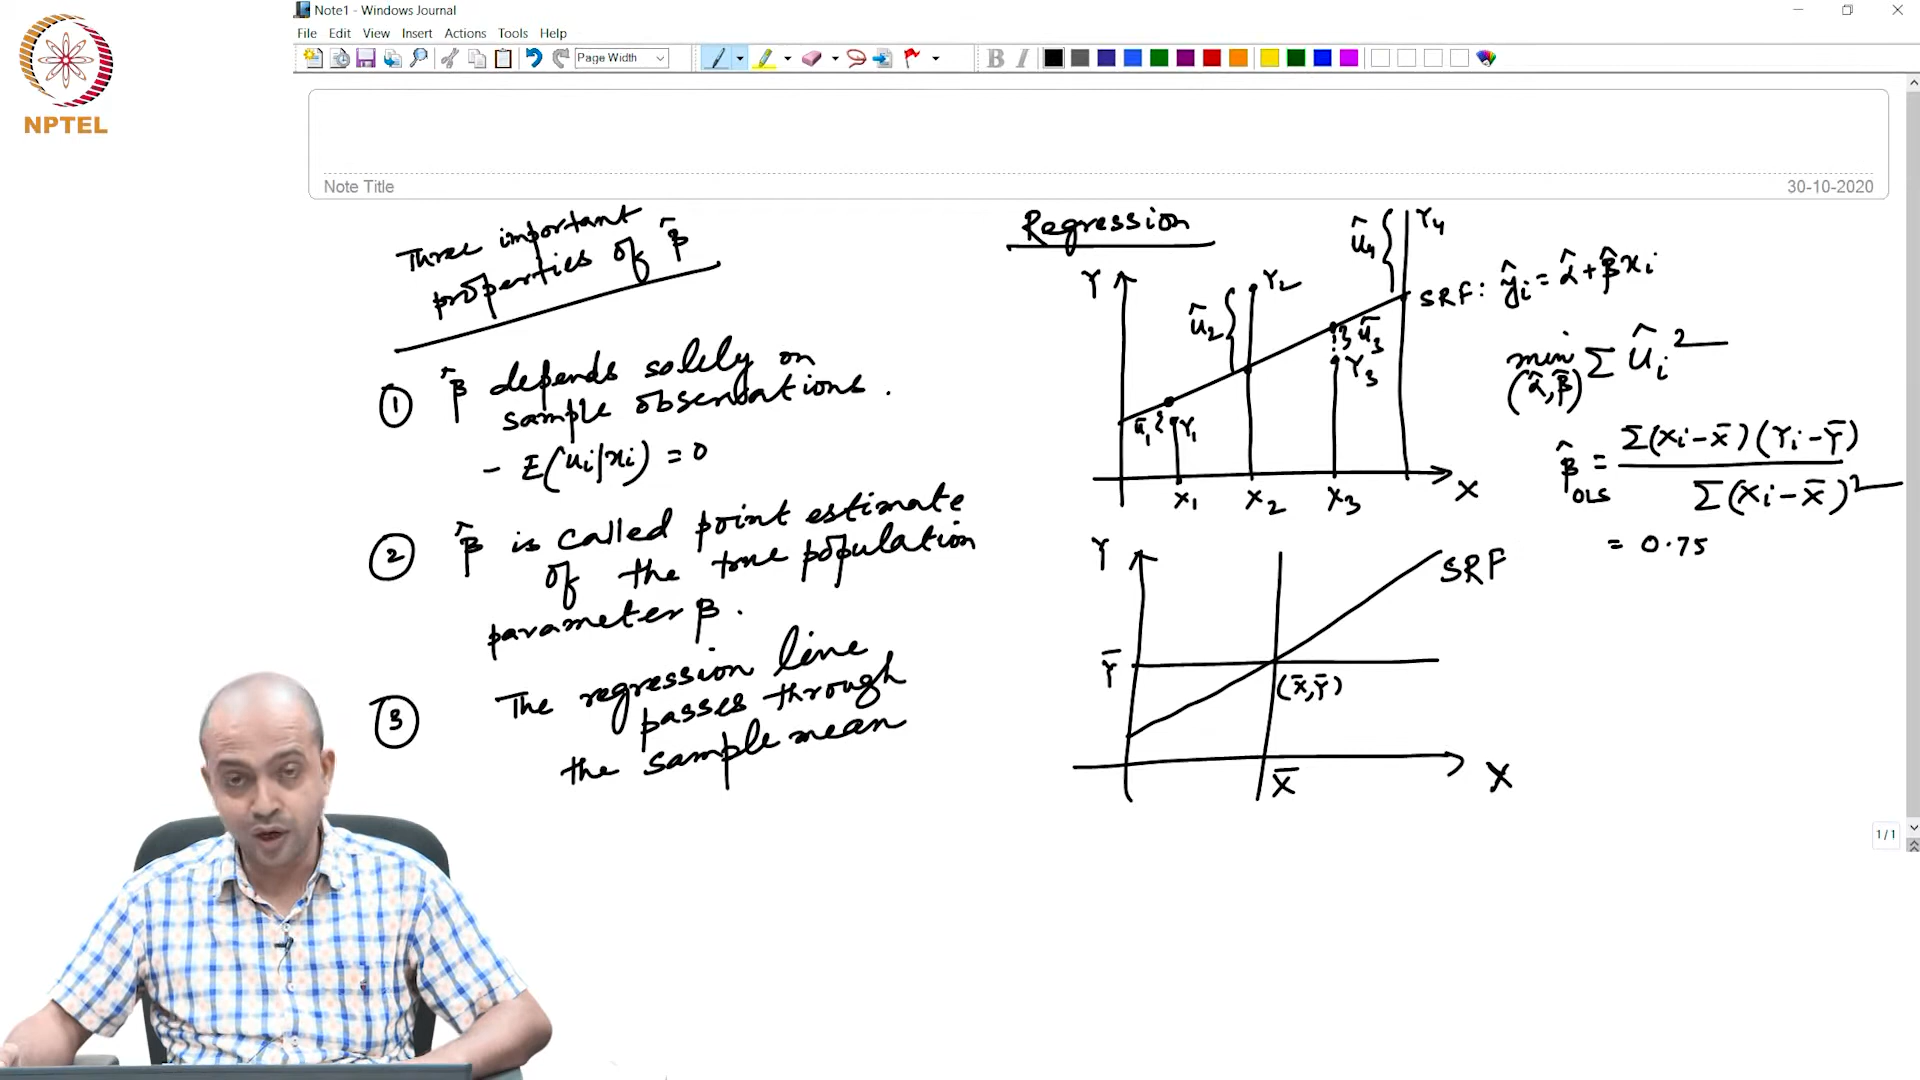 NPTEL
Note1 - Windows Journal
File Edit View Insert Actions Tools Help
Page Width
B I
Note Title
30-10-2020
Three important
properties of β̂
① β̂ depends solely on
sample observations.
- E(ui/xi) = 0
② β̂ is called point estimate
of the true population
parameter β.
③ The regression line
passes through
the sample mean
Regression
Y
û4
Y4
Y2
û2
SRF: ŷi = α̂ + β̂xi
û3
Y3
û1
Y1
X1 X2 X3 X
min Σ Ûi²
(α̂, β̂)
β̂OLS = Σ(Xi-X̄)(Yi-Ȳ) / Σ(Xi-X̄)²
= 0.75
Y
SRF
Ȳ
(X̄,Ȳ)
X̄
X
1/1